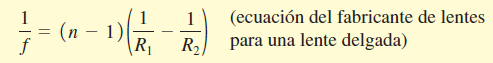 1/f = (n − 1)(1/R₁ − 1/R₂) (ecuación del fabricante de lentes
para una lente delgada)